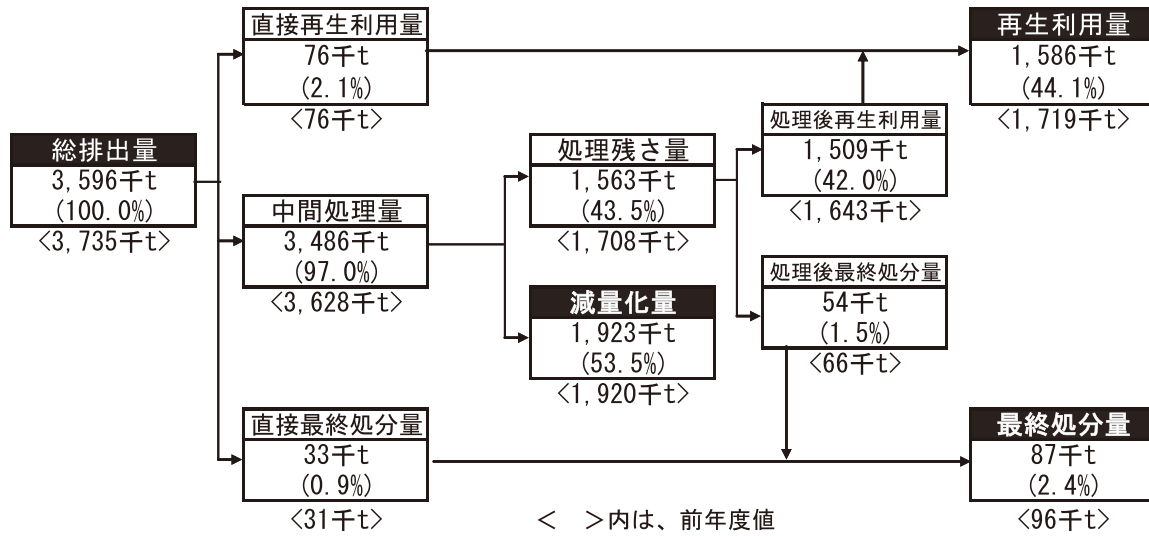 直接再生利用量
76千t
(2.1%)
<76千t>
再生利用量
1,586千t
(44.1%)
<1,719千t>
処理後再生利用量
1,509千t
(42.0%)
<1,643千t>
総排出量
3,596千t
(100.0%)
<3,735千t>
処理残さ量
1,563千t
(43.5%)
<1,708千t>
中間処理量
3,486千t
(97.0%)
<3,628千t>
処理後最終処分量
54千t
(1.5%)
<66千t>
減量化量
1,923千t
(53.5%)
<1,920千t>
直接最終処分量
33千t
(0.9%)
<31千t>
最終処分量
87千t
(2.4%)
<96千t>
<　>内は、前年度値